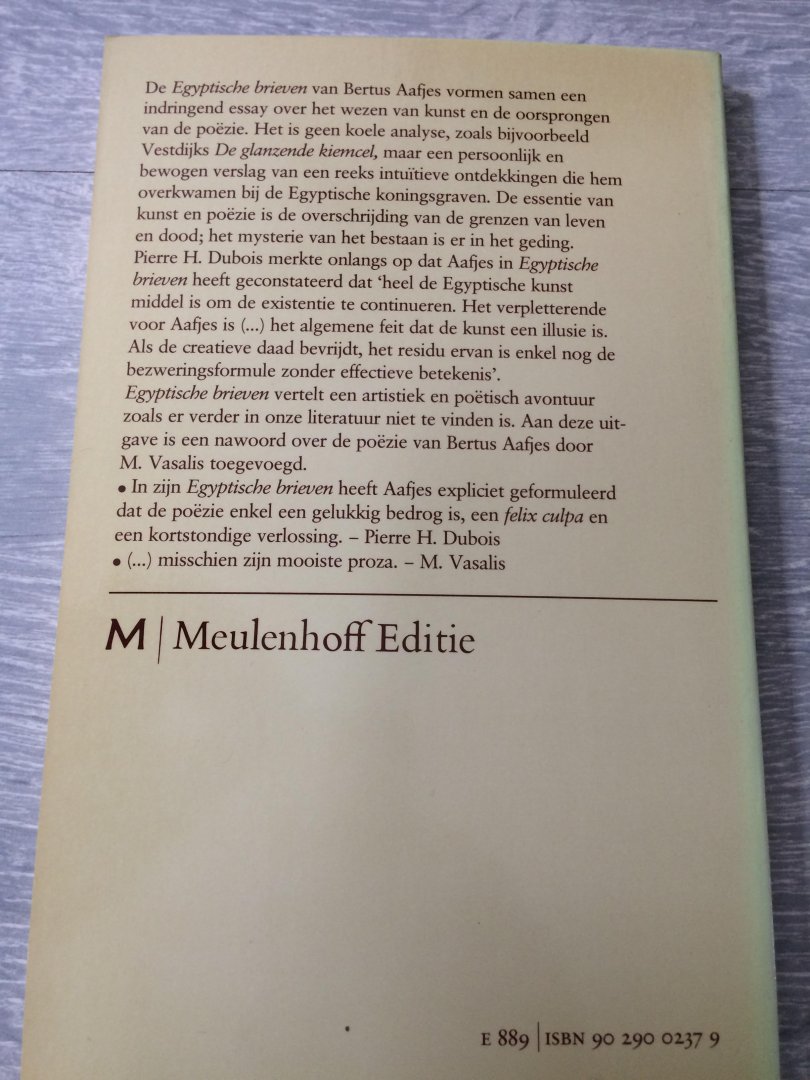 De Egyptische brieven van Bertus Aafjes vormen samen een
indringend essay over het wezen van kunst en de oorsprongen
van de poëzie. Het is geen koele analyse, zoals bijvoorbeeld
Vestdijks De glanzende kiemcel, maar een persoonlijk en
bewogen verslag van een reeks intuïtieve ontdekkingen die hem
overkwamen bij de Egyptische koningsgraven. De essentie van
kunst en poëzie is de overschrijding van de grenzen van leven
en dood; het mysterie van het bestaan is er in het geding.
Pierre H. Dubois merkte onlangs op dat Aafjes in Egyptische
brieven heeft geconstateerd dat ‘heel de Egyptische kunst
middel is om de existentie te continueren. Het verpletterende
voor Aafjes is (...) het algemene feit dat de kunst een illusie is.
Als de creatieve daad bevrijdt, het residu ervan is enkel nog de
bezweringsformule zonder effectieve betekenis’.
Egyptische brieven vertelt een artistiek en poëtisch avontuur
zoals er verder in onze literatuur niet te vinden is. Aan deze uit-
gave is een nawoord over de poëzie van Bertus Aafjes door
M. Vasalis toegevoegd.
• In zijn Egyptische brieven heeft Aafjes expliciet geformuleerd
dat de poëzie enkel een gelukkig bedrog is, een felix culpa en
een kortstondige verlossing. – Pierre H. Dubois
• (...) misschien zijn mooiste proza. – M. Vasalis
M | Meulenhoff Editie
E 889 | ISBN 90 290 0237 9